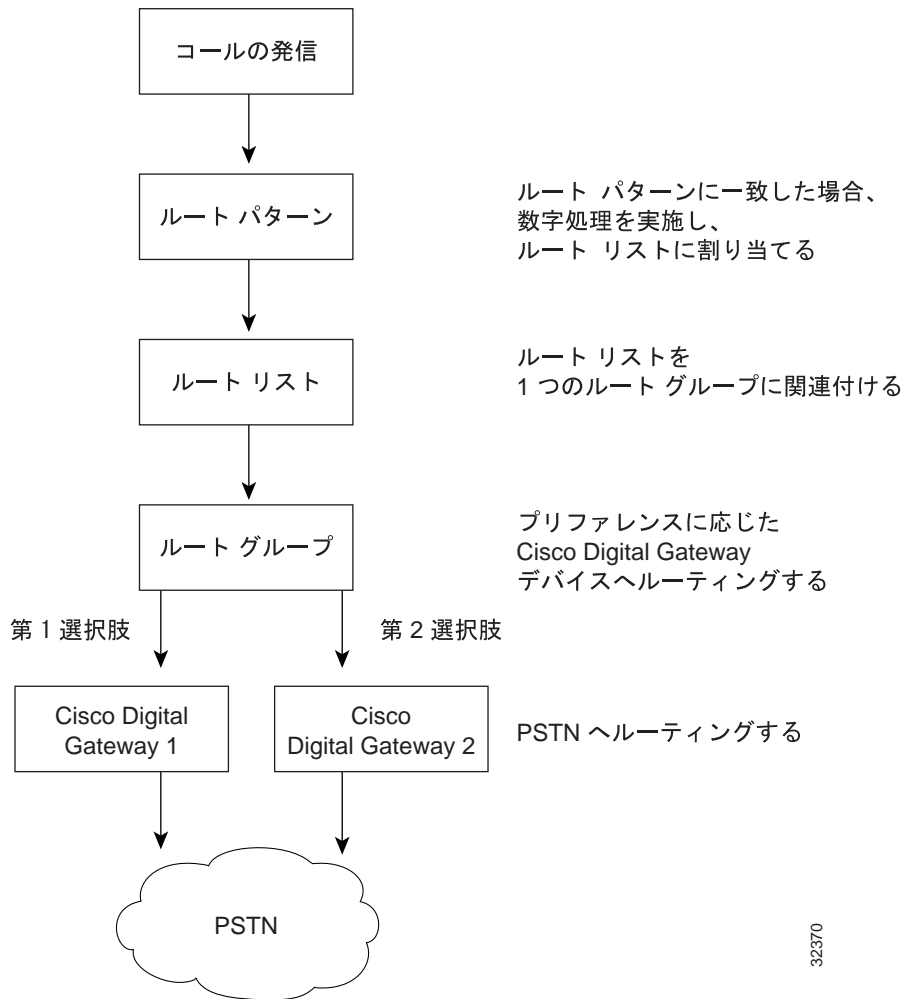 コールの発信
ルート パターン
ルート パターンに一致した場合、
数字処理を実施し、
ルート リストに割り当てる
ルート リスト
ルート リストを
1 つのルート グループに関連付ける
ルート グループ
プリファレンスに応じた
Cisco Digital Gateway
デバイスへルーティングする
第 1 選択肢
第 2 選択肢
Cisco Digital
Gateway 1
Cisco
Digital Gateway 2
PSTN へルーティングする
PSTN
32370